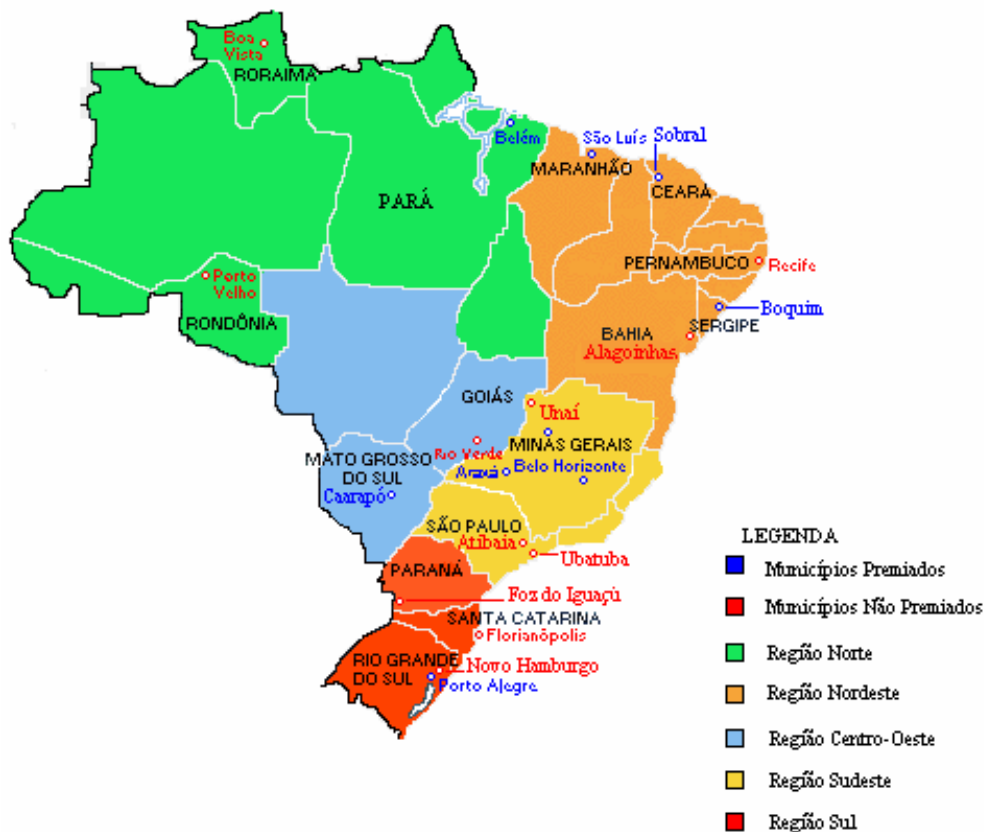 Boa
Vista
RORAIMA
Belém
São Luís
Sobral
MARANHÃO
CEARÁ
PARÁ
PERNAMBUCO
Recife
Porto
Velho
RONDÔNIA
Boquim
SERGIPE
BAHIA
Alagoinhas
GOIÁS
Unaí
MINAS GERAIS
Rio Verde
Araxá
Belo Horizonte
MATO GROSSO
DO SUL
Caarapó
SÃO PAULO
Atibaia
Ubatuba
PARANÁ
Foz do Iguaçù
SANTA CATARINA
Florianópolis
RIO GRANDE
DO SUL
Novo Hamburgo
Porto Alegre
LEGENDA
Municípios Premiados
Municípios Não Premiados
Região Norte
Região Nordeste
Região Centro-Oeste
Região Sudeste
Região Sul